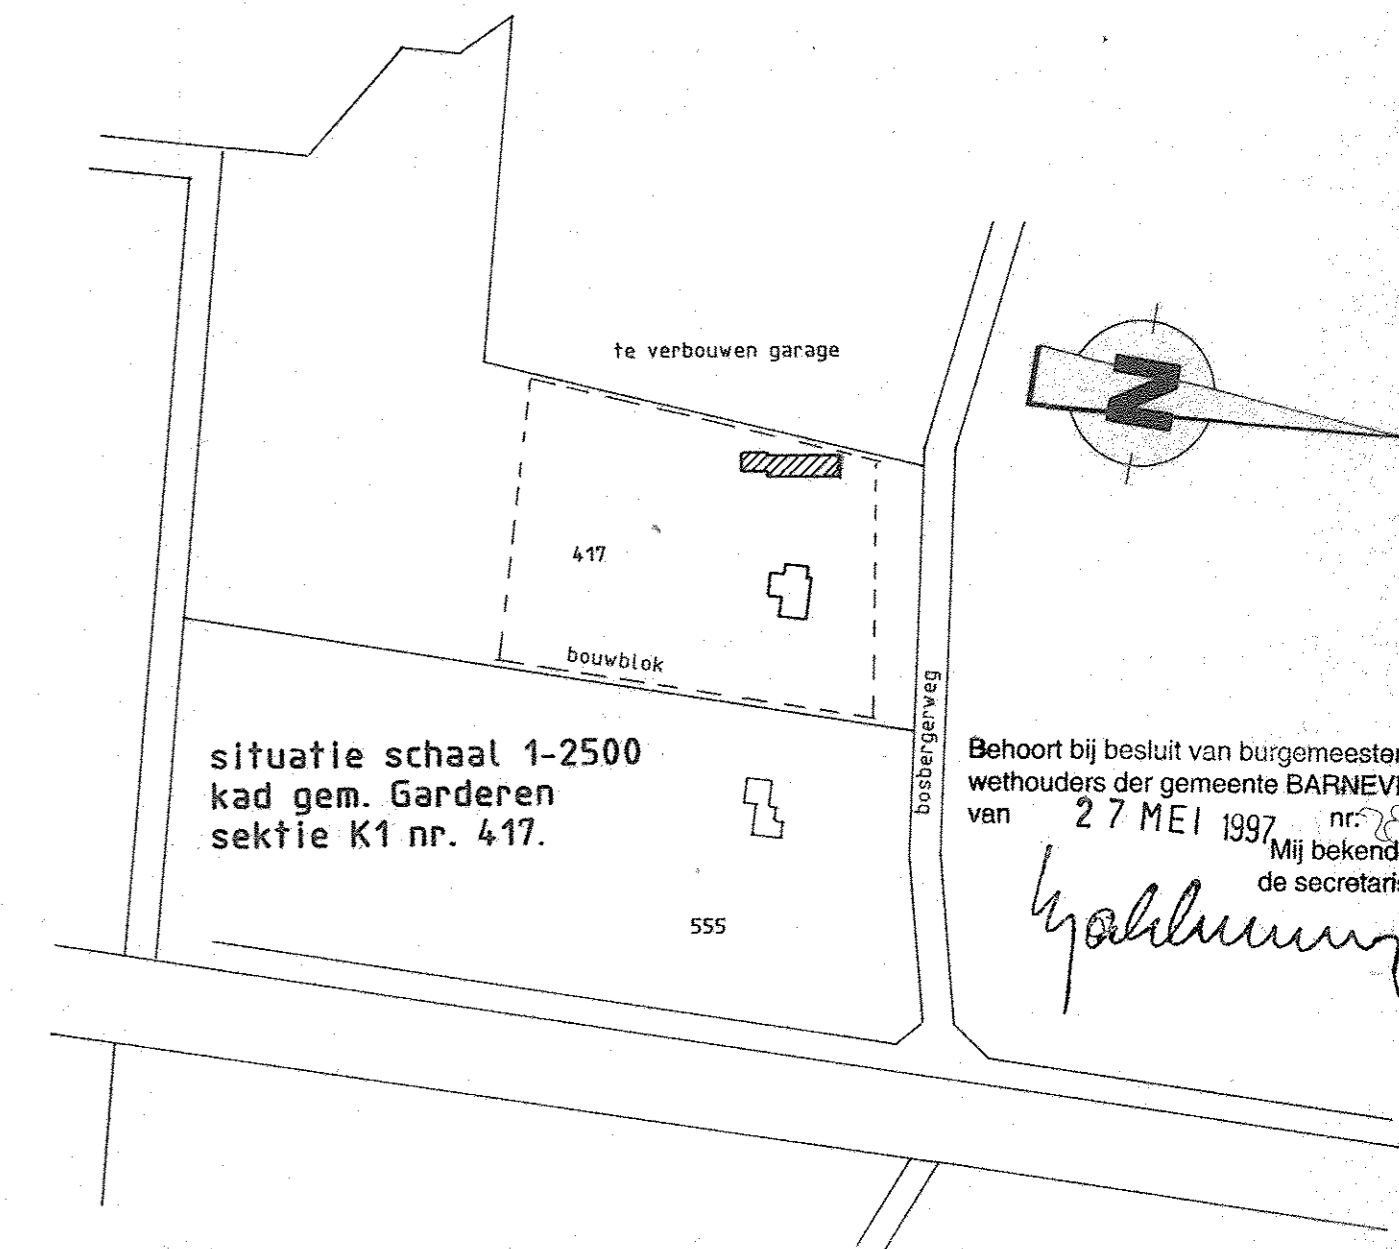 te verbouwen garage
N
417
bouwblok
bosbergerweg
situatie schaal 1-2500
kad gem. Garderen
sektie K1 nr. 417.
555
Behoort bij besluit van burgemeester
wethouders der gemeente BARNEV
van 27 MEI 1997 nr.
Mij bekend
de secretaris